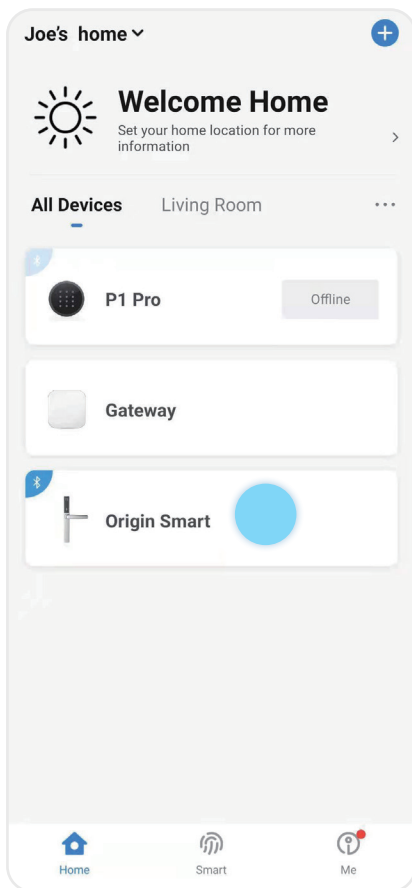 Joe's home
Welcome Home
Set your home location for more
information
All Devices Living Room
P1 Pro
Offline
Gateway
Origin Smart
Home Smart Me